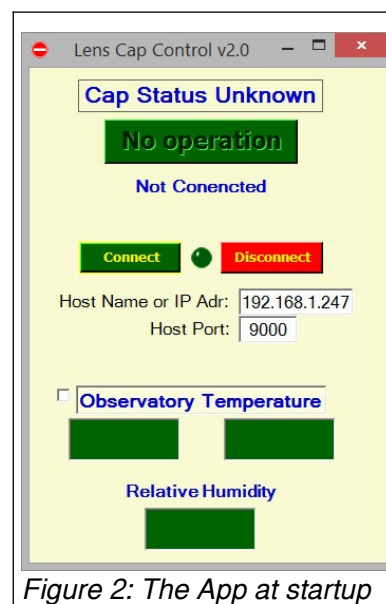 Lens Cap Control v2.0
Cap Status Unknown
No operation
Not Conencted
Connect Disconnect
Host Name or IP Adr: 192.168.1.247
Host Port: 9000
Observatory Temperature
Relative Humidity
Figure 2: The App at startup